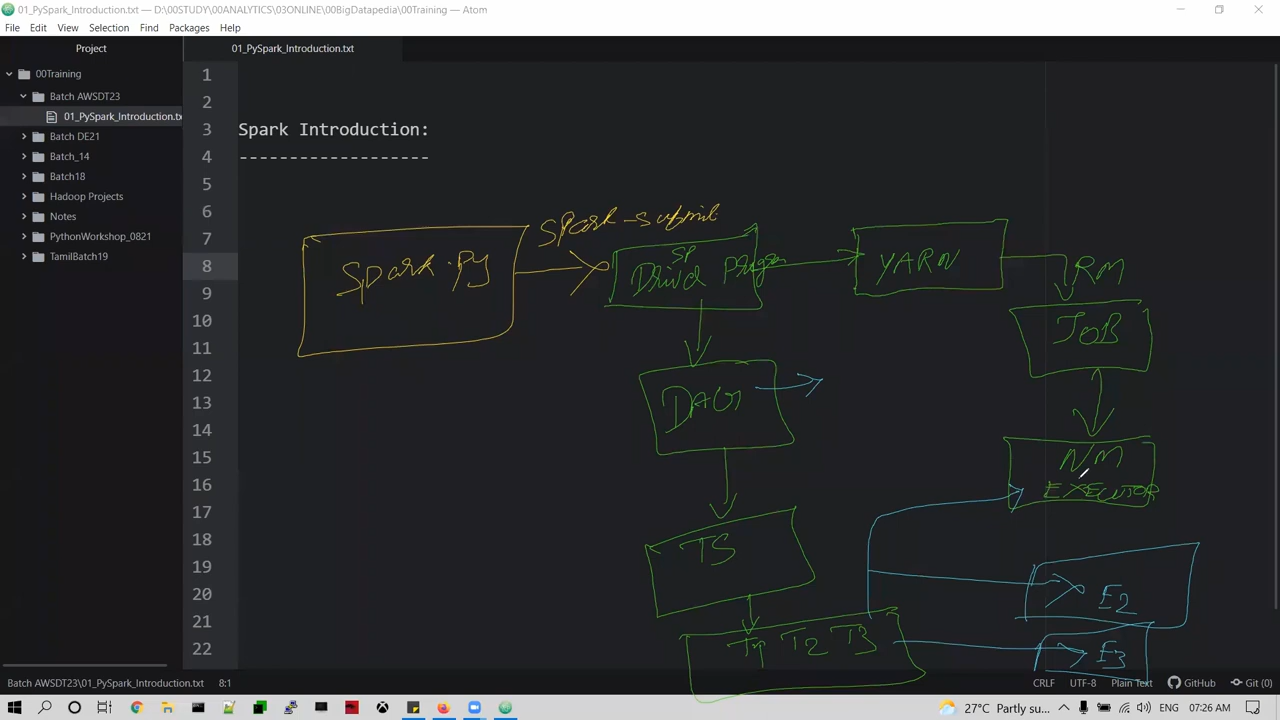 01_PySpark_Introduction.txt — D:\00STUDY\00ANALYTICS\03ONLINE\00BigDatapedia\00Training — Atom
File Edit View Selection Find Packages Help
Project
01_PySpark_Introduction.txt
00Training
Batch AWSDT23
01_PySpark_Introduction.tx
Batch DE21
Batch_14
Batch18
Hadoop Projects
Notes
PythonWorkshop_0821
TamilBatch19
1
2
3 Spark Introduction:
4 -------------------
5
6
7
8
9
10
11
12
13
14
15
16
17
18
19
20
21
22
Spark-submit
Spark.Py
SP
YARN
RM
JOB
DAG
NM
EXECUTOR
TS
T1 T2 T3
E2
E3
Batch AWSDT23\01_PySpark_Introduction.txt 8:1
CRLF UTF-8 Plain Text GitHub Git (0)
27°C Partly su... ENG 07:26 AM